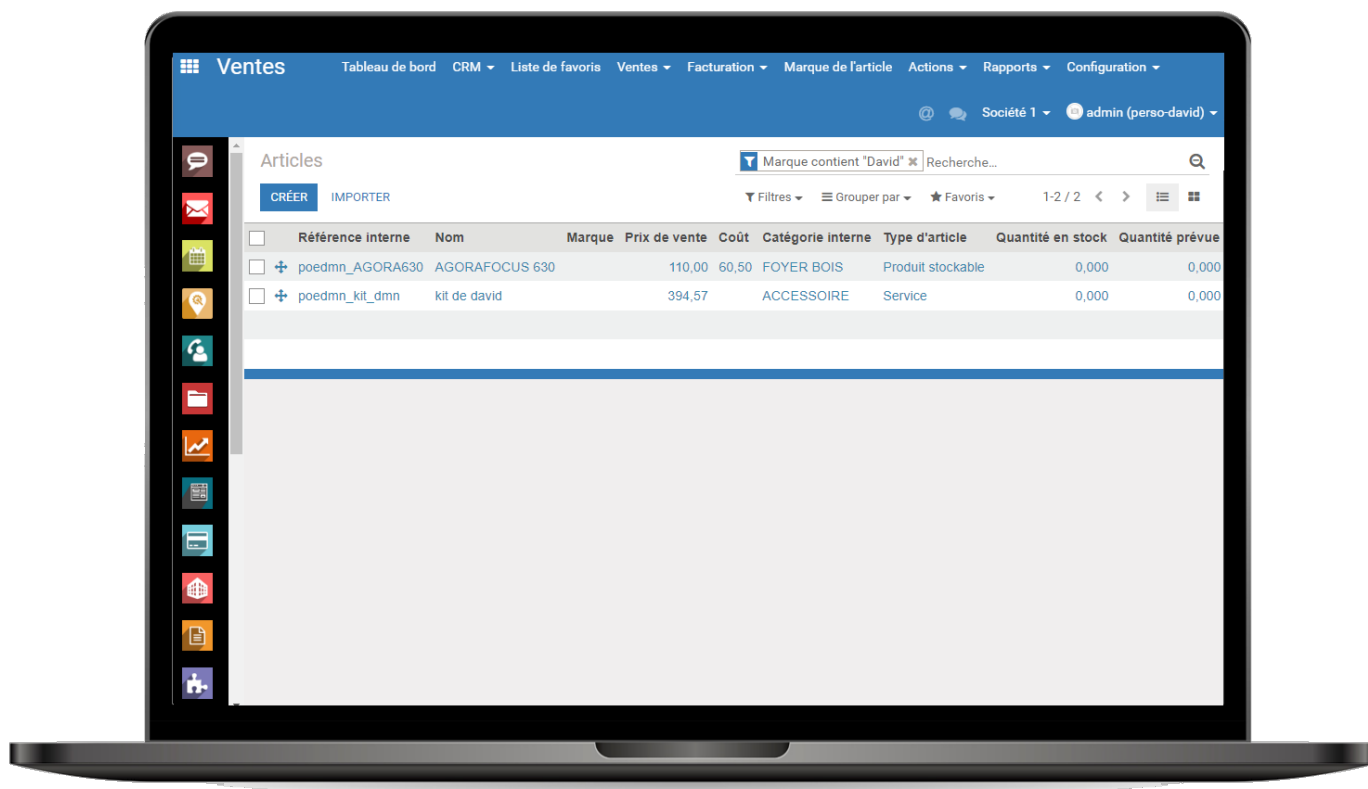 Ventes Tableau de bord CRM Liste de favoris Ventes Facturation Marque de l'article Actions Rapports Configuration
@ Société 1 admin (perso-david)
Articles Marque contient "David" Recherche...
CRÉER IMPORTER Filtres Grouper par Favoris 1-2 / 2
Référence interne Nom Marque Prix de vente Coût Catégorie interne Type d'article Quantité en stock Quantité prévue
poedmn_AGORA630 AGORAFOCUS 630 110,00 60,50 FOYER BOIS Produit stockable 0,000 0,000
poedmn_kit_dmn kit de david 394,57 ACCESSOIRE Service 0,000 0,000